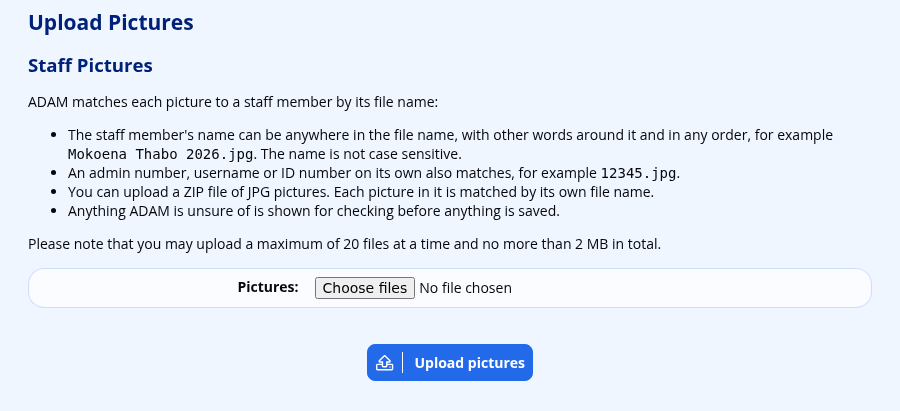 Upload Pictures
Staff Pictures
ADAM matches each picture to a staff member by its file name:
The staff member's name can be anywhere in the file name, with other words around it and in any order, for example
Mokoena Thabo 2026.jpg. The name is not case sensitive.
An admin number, username or ID number on its own also matches, for example 12345.jpg.
You can upload a ZIP file of JPG pictures. Each picture in it is matched by its own file name.
Anything ADAM is unsure of is shown for checking before anything is saved.
Please note that you may upload a maximum of 20 files at a time and no more than 2 MB in total.
Pictures: Choose files No file chosen
Upload pictures